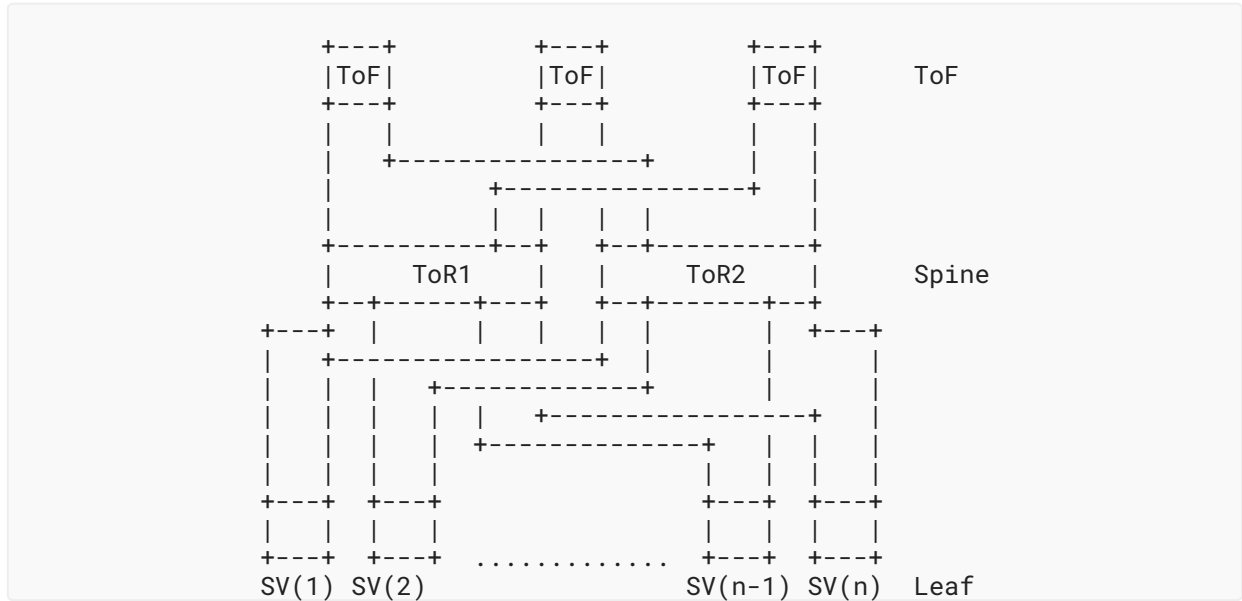 ToF ToF ToF ToF
ToR1 ToR2 Spine
.............
SV(1) SV(2) SV(n-1) SV(n) Leaf